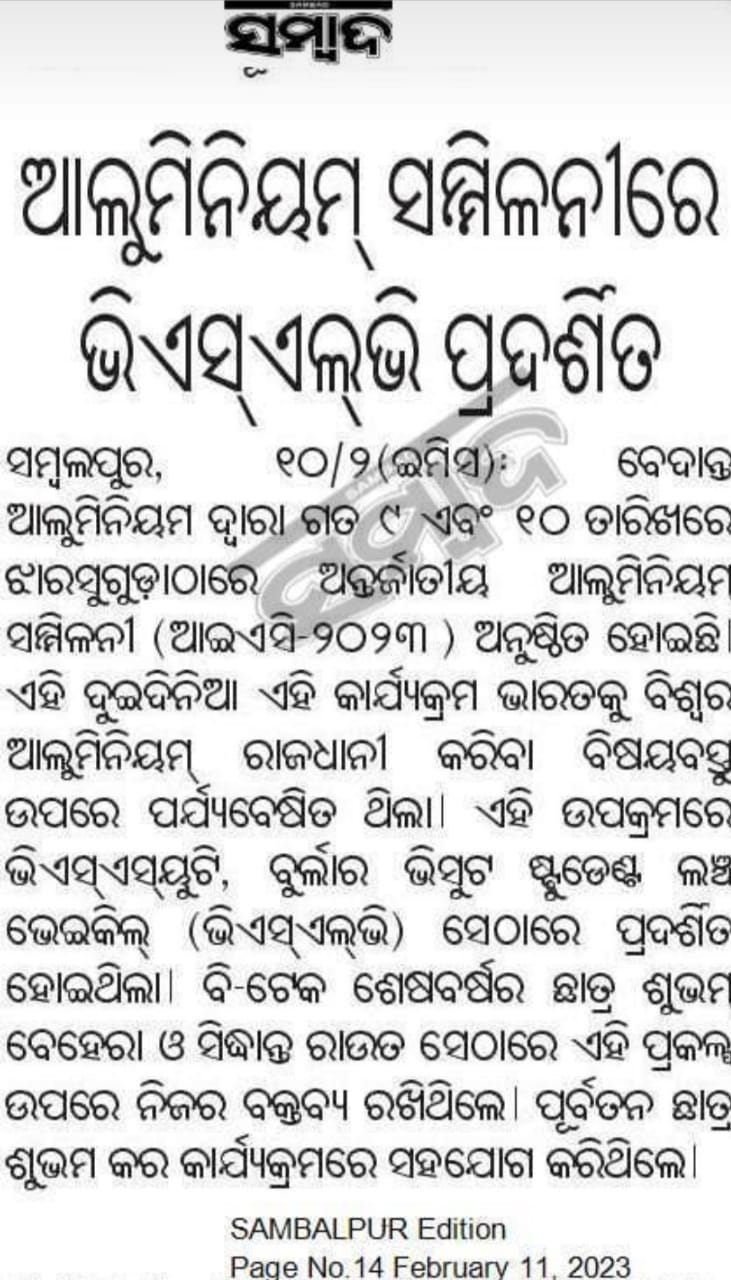 ସମ୍ବାଦ
ଆଲୁମିନିୟମ୍ ସମ୍ମିଳନୀରେ
ଭିଏସ୍ଏଲ୍‌ଭି ପ୍ରଦର୍ଶିତ
ସମ୍ବଲପୁର, ୧୦/୨(ଇମିସ): ବେଦାନ୍ତ
ଆଲୁମିନିୟମ ଦ୍ୱାରା ଗତ ୯ ଏବଂ ୧୦ ତାରିଖରେ
ଝାରସୁଗୁଡ଼ାଠାରେ ଅନ୍ତର୍ଜାତୀୟ ଆଲୁମିନିୟମ
ସମ୍ମିଳନୀ (ଆଇଏସି-୨୦୨୩ ) ଅନୁଷ୍ଠିତ ହୋଇଛି।
ଏହି ଦୁଇଦିନିଆ ଏହି କାର୍ଯ୍ୟକ୍ରମ ଭାରତକୁ ବିଶ୍ୱର
ଆଲୁମିନିୟମ୍ ରାଜଧାନୀ କରିବା ବିଷୟବସ୍ତୁ
ଉପରେ ପର୍ଯ୍ୟବେଷିତ ଥିଲା। ଏହି ଉପକ୍ରମରେ
ଭିଏସ୍ଏସ୍‌ୟୁଟି, ବୁର୍ଲାର ଭିସୁଟ ଷ୍ଟୁଡେଣ୍ଟ ଲଞ୍ଚ
ଭେଇକିଲ୍ (ଭିଏସ୍ଏଲ୍‌ଭି) ସେଠାରେ ପ୍ରଦର୍ଶିତ
ହୋଇଥିଲା। ବି-ଟେକ ଶେଷବର୍ଷର ଛାତ୍ର ଶୁଭମ
ବେହେରା ଓ ସିଦ୍ଧାନ୍ତ ରାଉତ ସେଠାରେ ଏହି ପ୍ରକଳ୍ପ
ଉପରେ ନିଜର ବକ୍ତବ୍ୟ ରଖିଥିଲେ। ପୂର୍ବତନ ଛାତ୍ର
ଶୁଭମ କର କାର୍ଯ୍ୟକ୍ରମରେ ସହଯୋଗ କରିଥିଲେ।
SAMBALPUR Edition
Page No.14 February 11, 2023